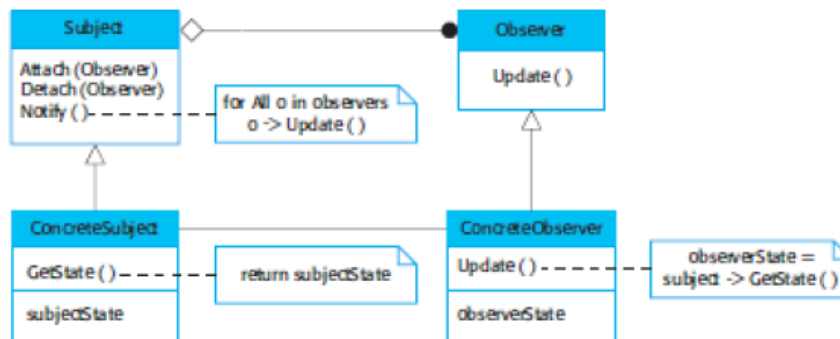 Subject
Attach (Observer)
Detach (Observer)
Notify ( )
for All o in observers
o -> Update ( )
Observer
Update ( )
ConcreteSubject
GetState ( )
subjectState
return subjectState
ConcreteObserver
Update ( )
observerState
observerState =
subject -> GetState ( )